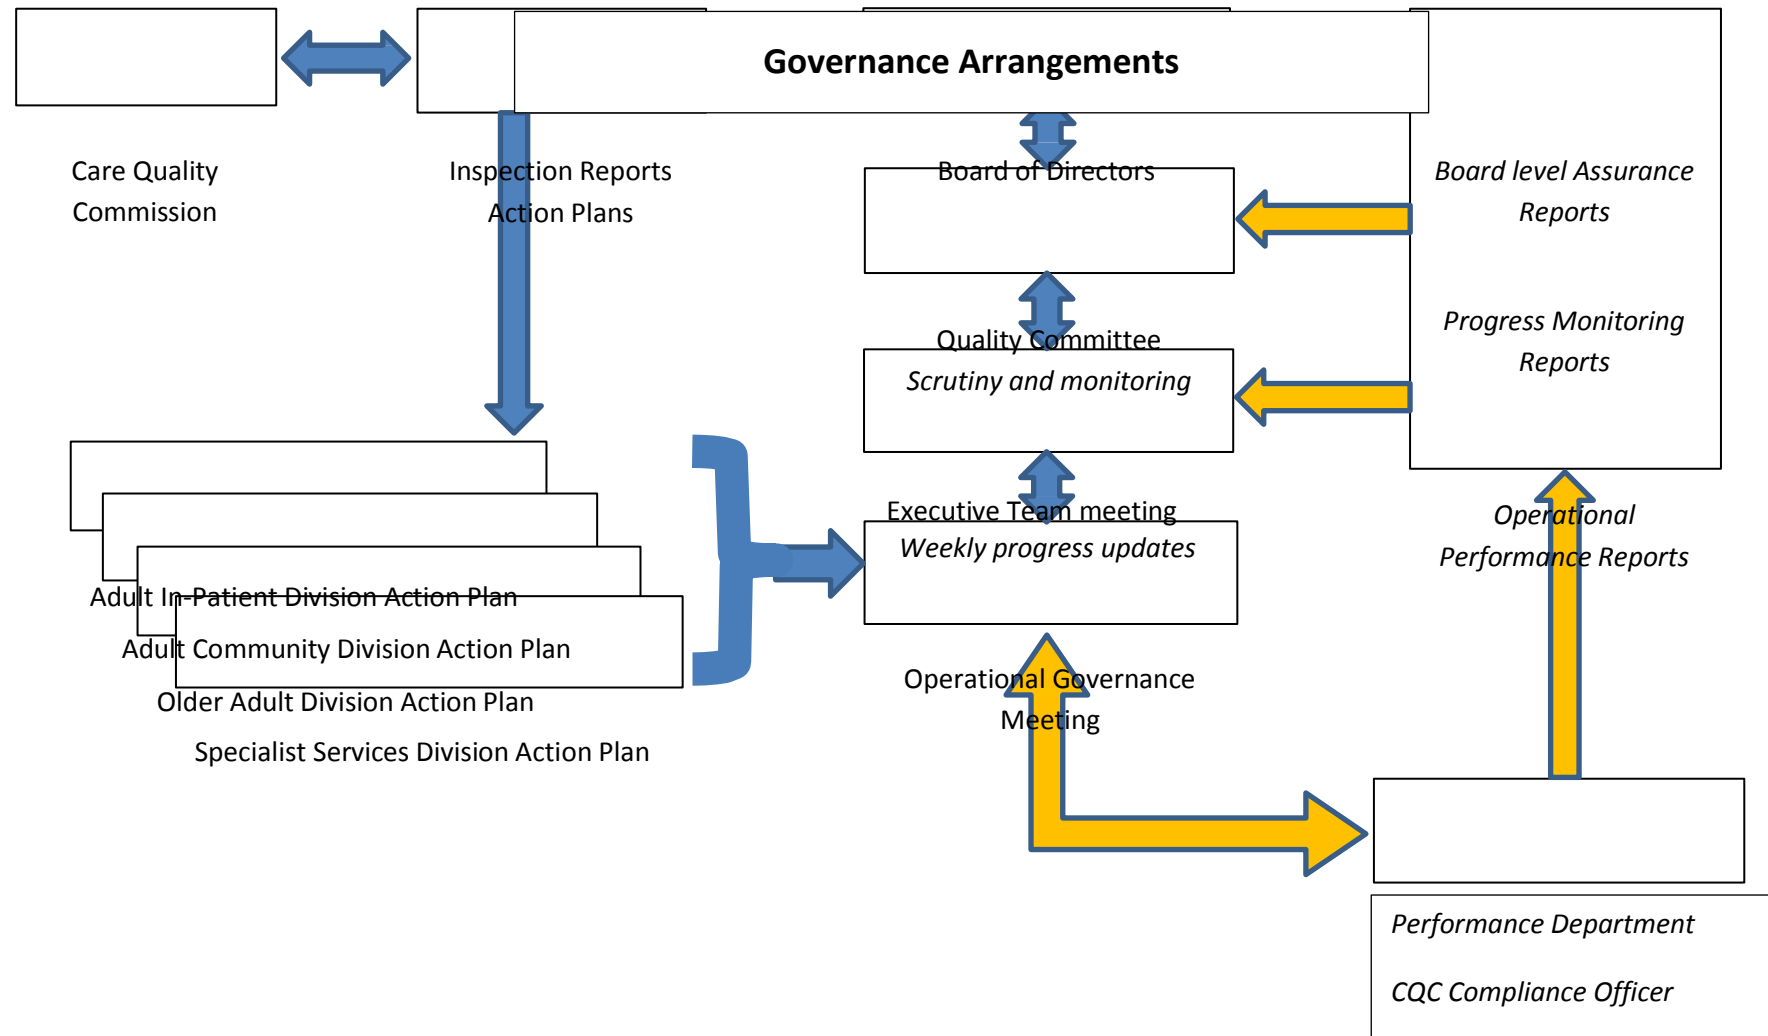 Governance Arrangements
Care Quality
Commission
Inspection Reports
Action Plans
Board of Directors
Board level Assurance
Reports
Progress Monitoring
Reports
Quality Committee
Scrutiny and monitoring
Executive Team meeting
Weekly progress updates
Operational
Performance Reports
Adult In-Patient Division Action Plan
Adult Community Division Action Plan
Older Adult Division Action Plan
Specialist Services Division Action Plan
Operational Governance
Meeting
Performance Department
CQC Compliance Officer